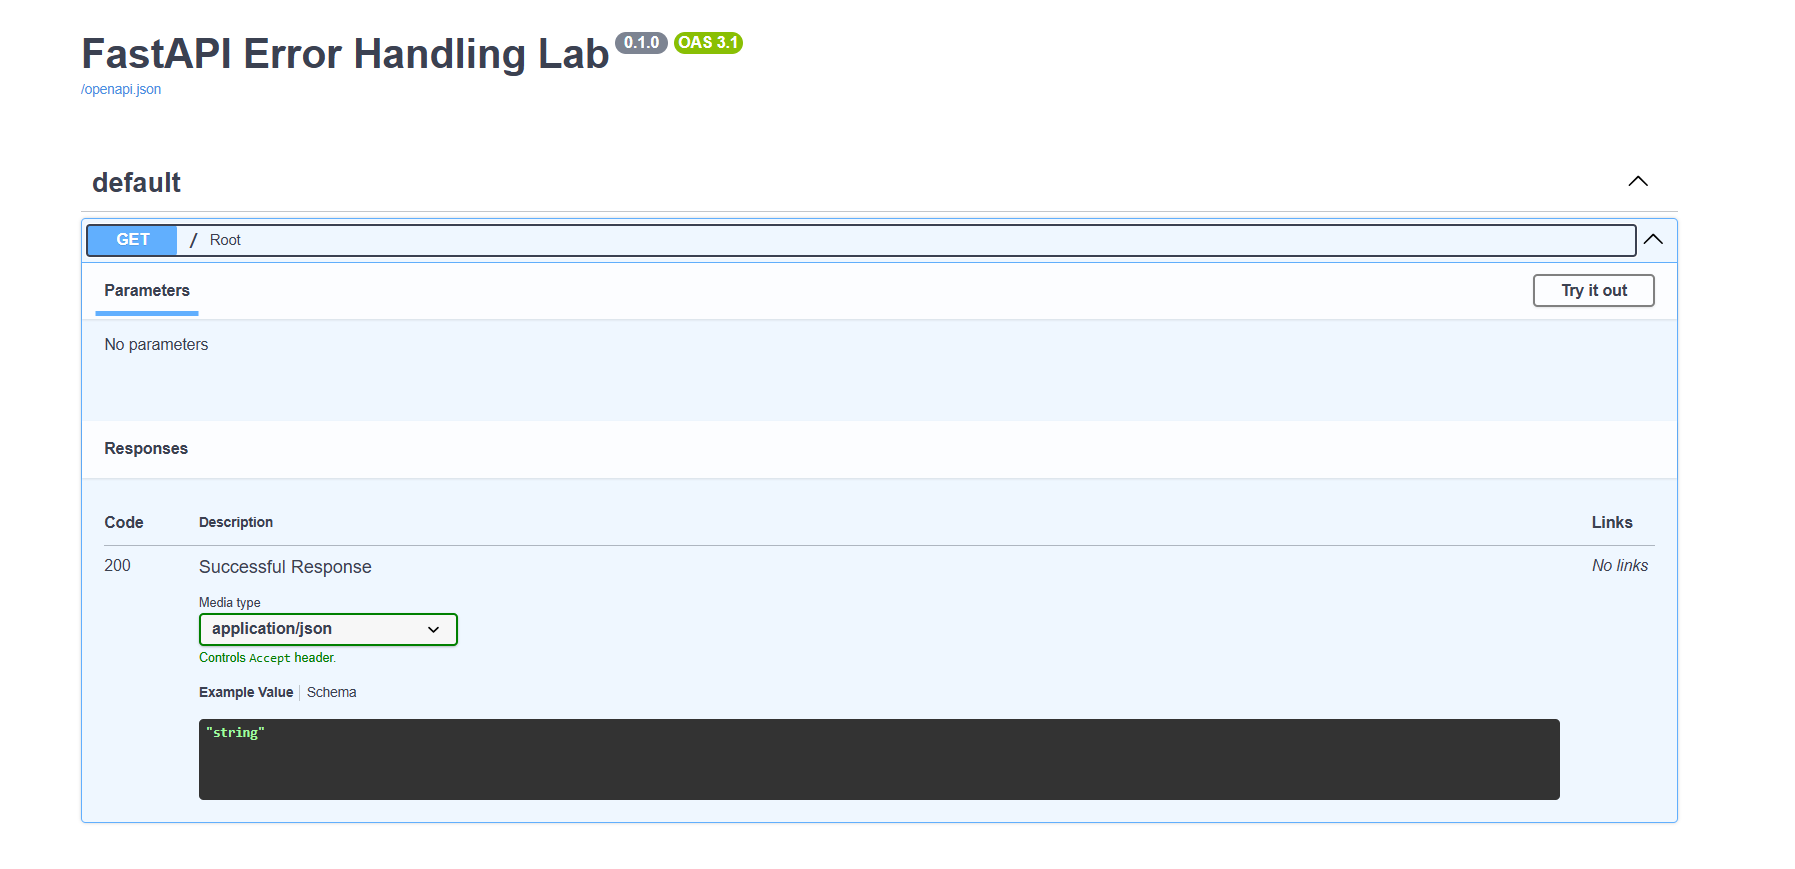 FastAPI Error Handling Lab 0.1.0 OAS 3.1
/openapi.json
default
GET / Root
Parameters Try it out
No parameters
Responses
Code Description Links
200 Successful Response No links
Media type
application/json
Controls Accept header.
Example Value Schema
"string"